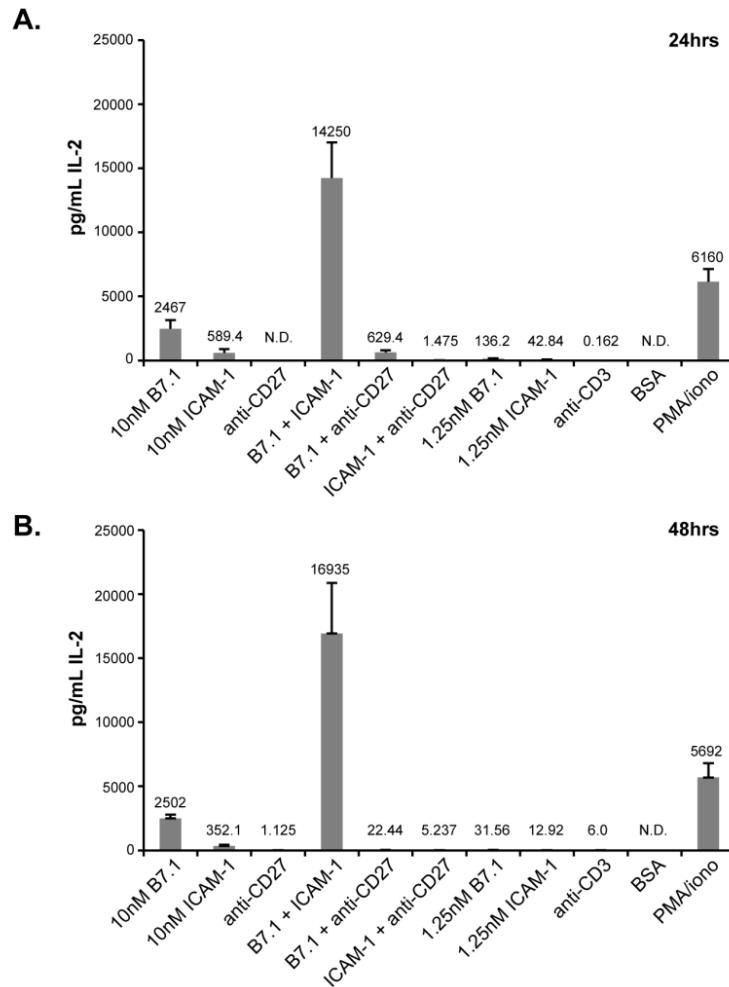 A.
24hrs
25000
20000
15000
10000
5000
0
pg/mL IL-2
2467
589.4
N.D.
14250
629.4
1.475
136.2
42.84
0.162
N.D.
6160
10nM B7.1
10nM ICAM-1
anti-CD27
B7.1 + ICAM-1
B7.1 + anti-CD27
ICAM-1 + anti-CD27
1.25nM B7.1
1.25nM ICAM-1
anti-CD3
BSA
PMA/iono
B.
48hrs
25000
20000
15000
10000
5000
0
pg/mL IL-2
2502
352.1
1.125
16935
22.44
5.237
31.56
12.92
6.0
N.D.
5692
10nM B7.1
10nM ICAM-1
anti-CD27
B7.1 + ICAM-1
B7.1 + anti-CD27
ICAM-1 + anti-CD27
1.25nM B7.1
1.25nM ICAM-1
anti-CD3
BSA
PMA/iono